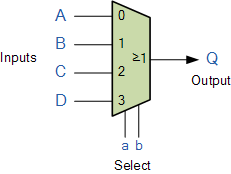 A 0
B 1
Inputs
≥1
Q
C 2
Output
D 3
a b
Select